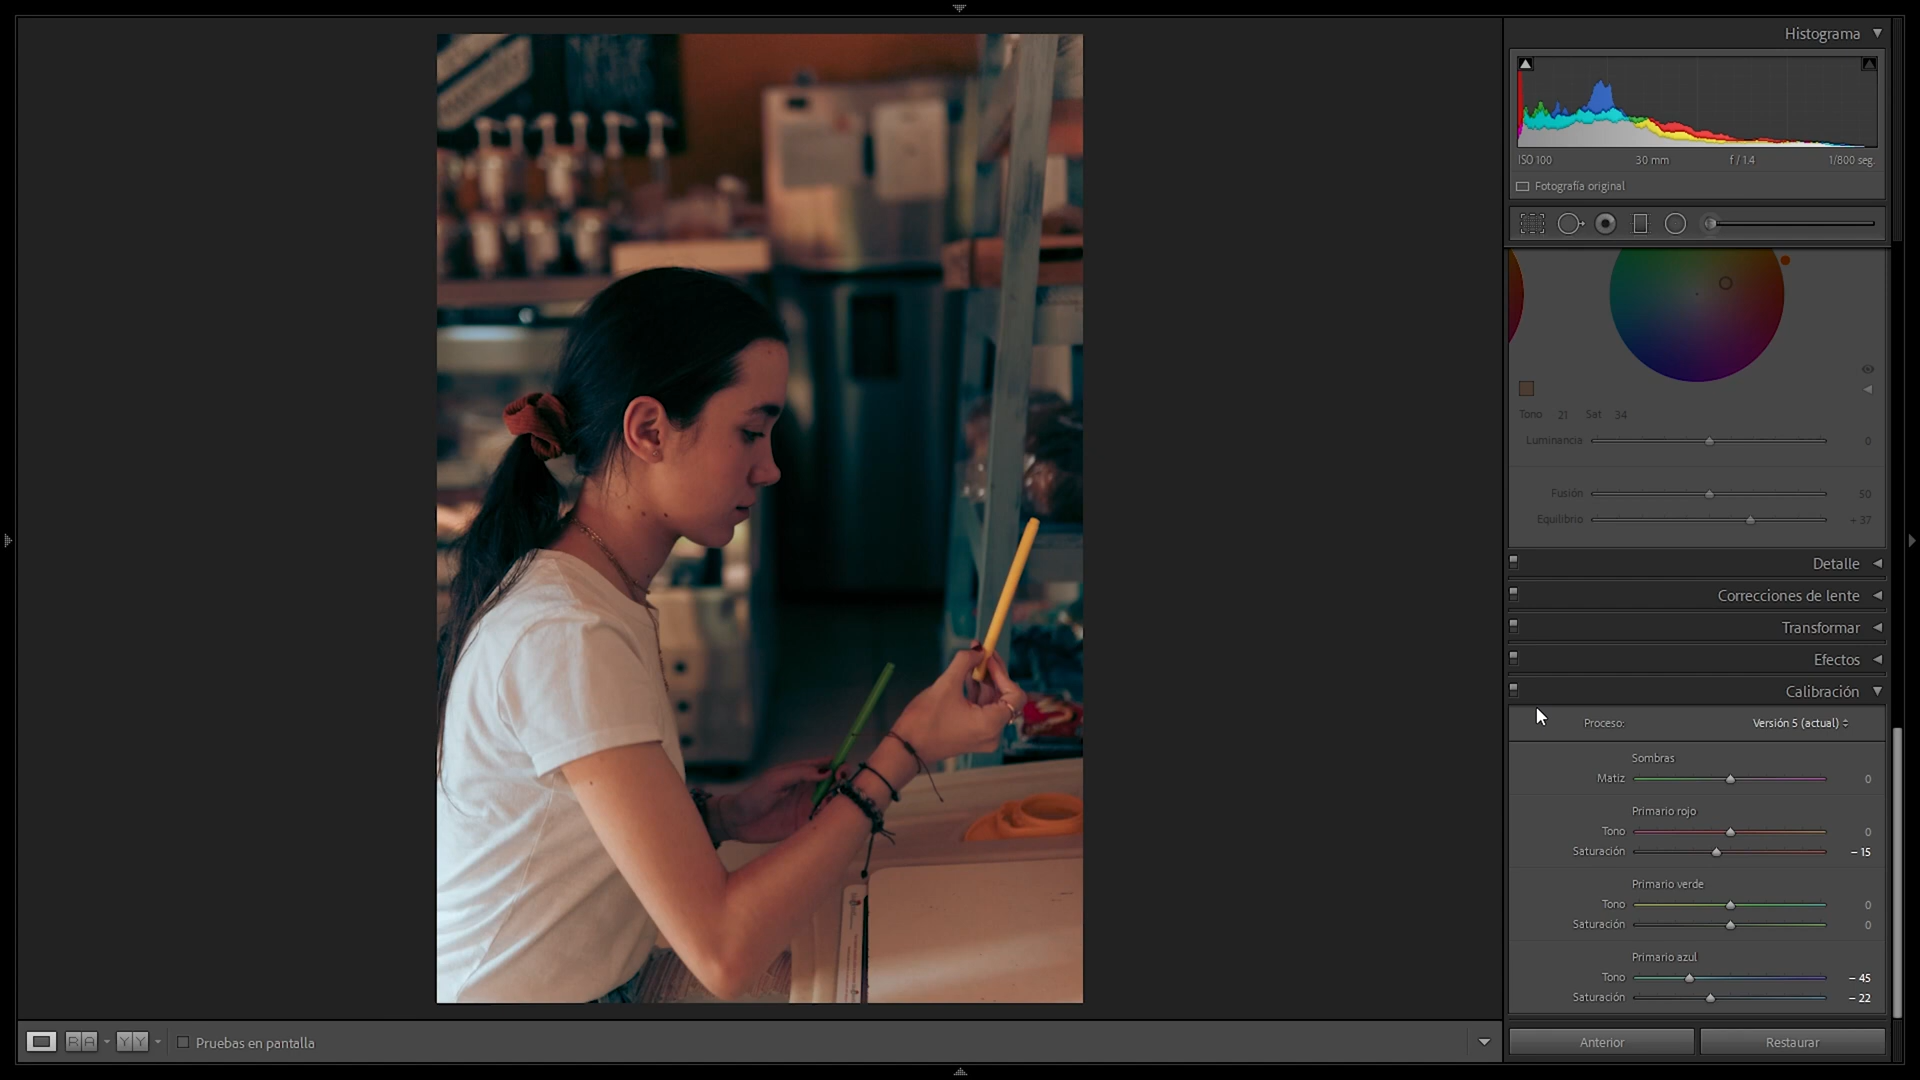 Histograma
ISO 100 30 mm f / 1.4 1/800 seg.
Fotografía original
Tono 21 Sat 34
Luminancia 0
Fusión 50
Equilibrio + 37
Detalle
Correcciones de lente
Transformar
Efectos
Calibración
Proceso: Versión 5 (actual)
Sombras
Matiz 0
Primario rojo
Tono 0
Saturación – 15
Primario verde
Tono 0
Saturación 0
Primario azul
Tono – 45
Saturación – 22
R A Y Y Pruebas en pantalla
Anterior Restaurar